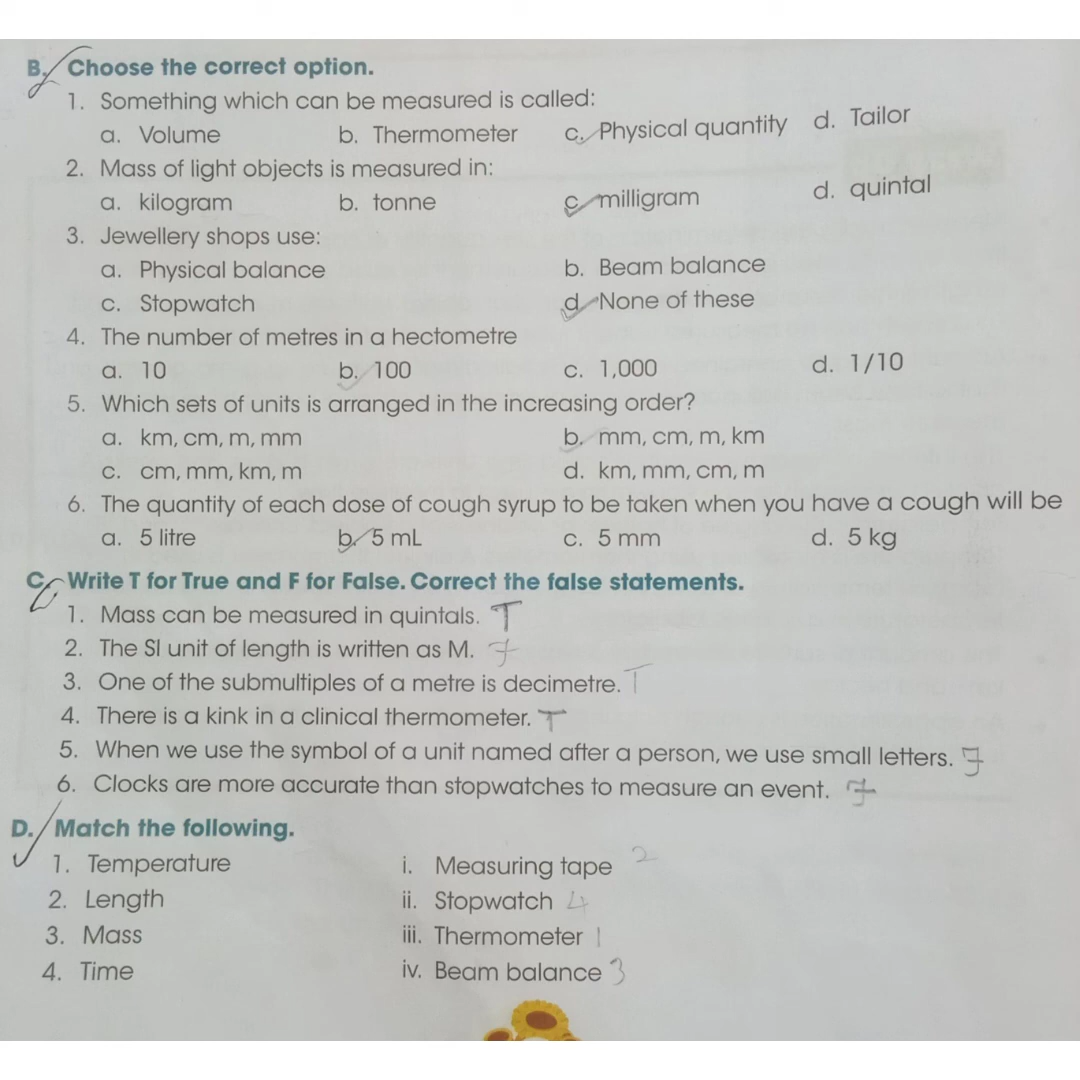 B. Choose the correct option.
1. Something which can be measured is called:
a. Volume b. Thermometer c. Physical quantity d. Tailor
2. Mass of light objects is measured in:
a. kilogram b. tonne c. milligram d. quintal
3. Jewellery shops use:
a. Physical balance b. Beam balance
c. Stopwatch d. None of these
4. The number of metres in a hectometre
a. 10 b. 100 c. 1,000 d. 1/10
5. Which sets of units is arranged in the increasing order?
a. km, cm, m, mm b. mm, cm, m, km
c. cm, mm, km, m d. km, mm, cm, m
6. The quantity of each dose of cough syrup to be taken when you have a cough will be
a. 5 litre b. 5 mL c. 5 mm d. 5 kg
C. Write T for True and F for False. Correct the false statements.
1. Mass can be measured in quintals. T
2. The SI unit of length is written as M. F
3. One of the submultiples of a metre is decimetre. T
4. There is a kink in a clinical thermometer. T
5. When we use the symbol of a unit named after a person, we use small letters. F
6. Clocks are more accurate than stopwatches to measure an event. F
D. Match the following.
1. Temperature i. Measuring tape 2
2. Length ii. Stopwatch 4
3. Mass iii. Thermometer 1
4. Time iv. Beam balance 3